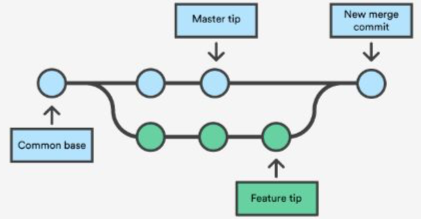 Master tip
New merge
commit
Common base
Feature tip